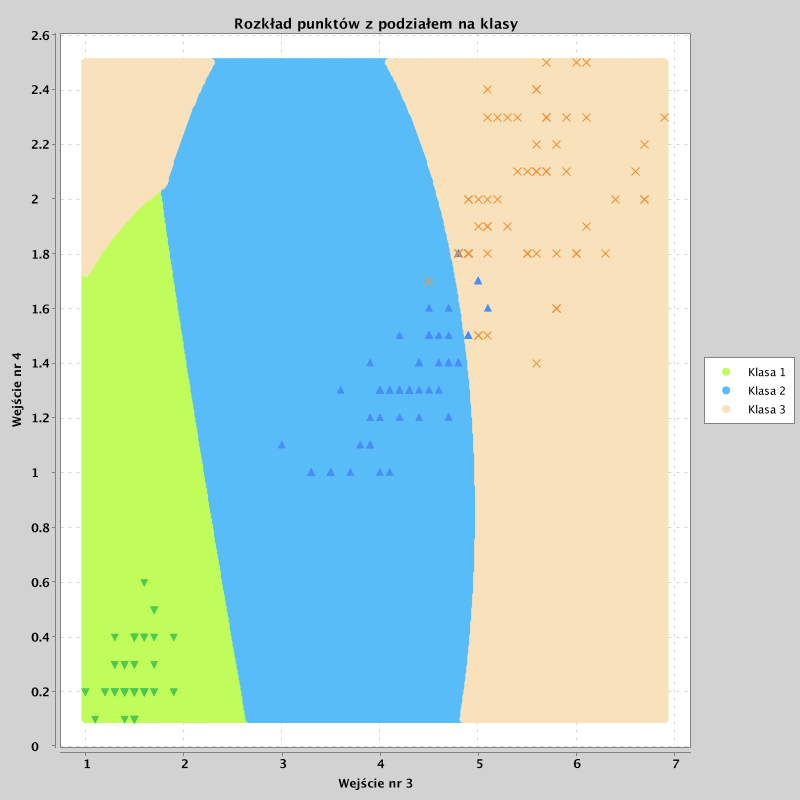 Rozkład punktów z podziałem na klasy
2.6
2.4
2.2
2
1.8
1.6
1.4
1.2
1
0.8
0.6
0.4
0.2
0
Wejście nr 4
1 2 3 4 5 6 7
Wejście nr 3
Klasa 1
Klasa 2
Klasa 3